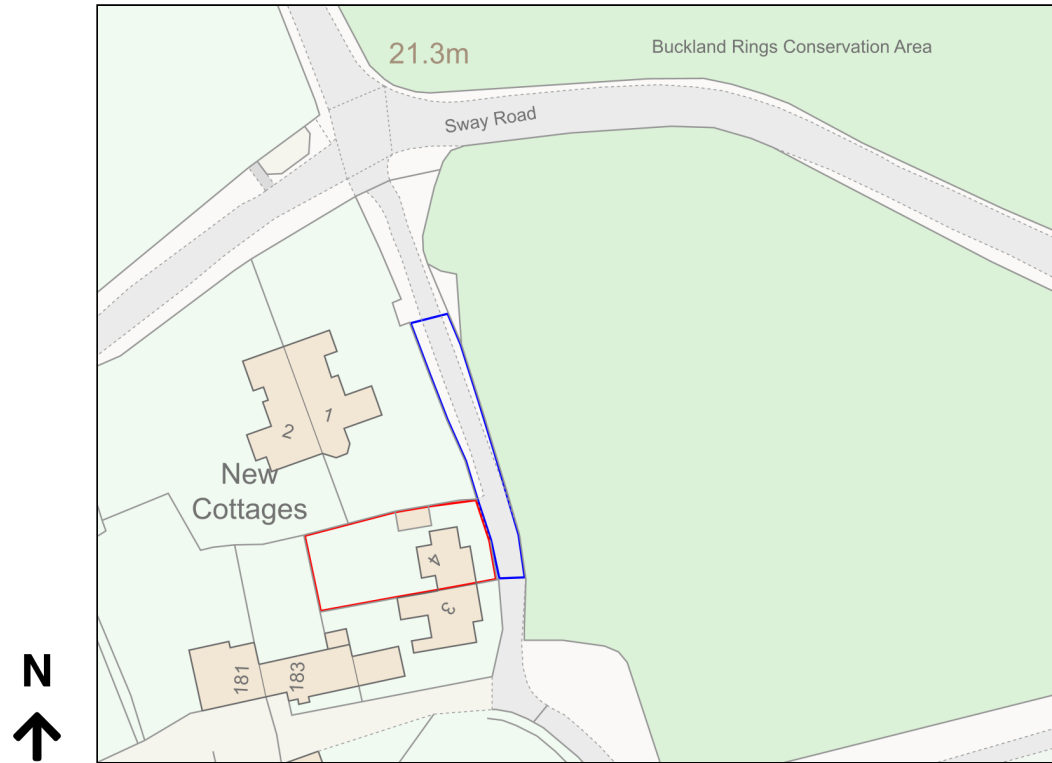 21.3m
Buckland Rings Conservation Area
Sway Road
1
2
New
Cottages
4
3
181
183
N